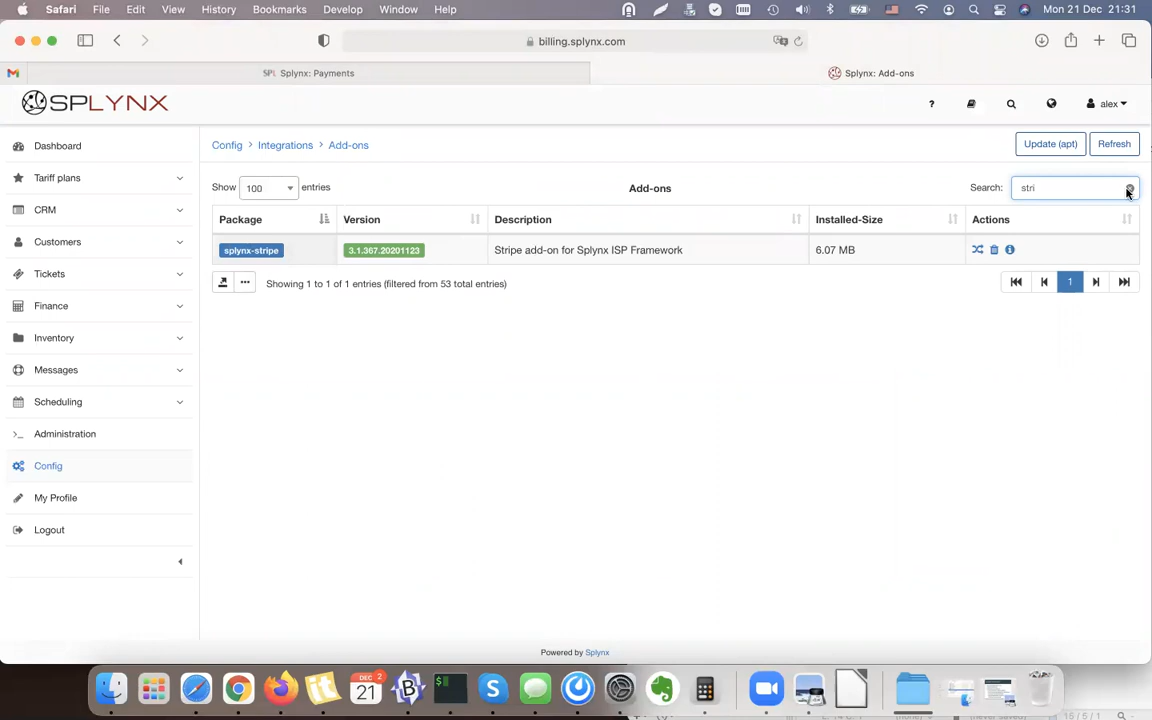 Safari File Edit View History Bookmarks Develop Window Help Mon 21 Dec 21:31
billing.splynx.com
SPL Splynx: Payments Splynx: Add-ons
SPLYNX ? alex
Dashboard
Tariff plans
CRM
Customers
Tickets
Finance
Inventory
Messages
Scheduling
Administration
Config
My Profile
Logout
Config > Integrations > Add-ons Update (apt) Refresh
Show 100 entries Add-ons Search: stri
Package Version Description Installed-Size Actions
splynx-stripe 3.1.367.20201123 Stripe add-on for Splynx ISP Framework 6.07 MB
Showing 1 to 1 of 1 entries (filtered from 53 total entries) 1
Powered by Splynx
DEC 2
21